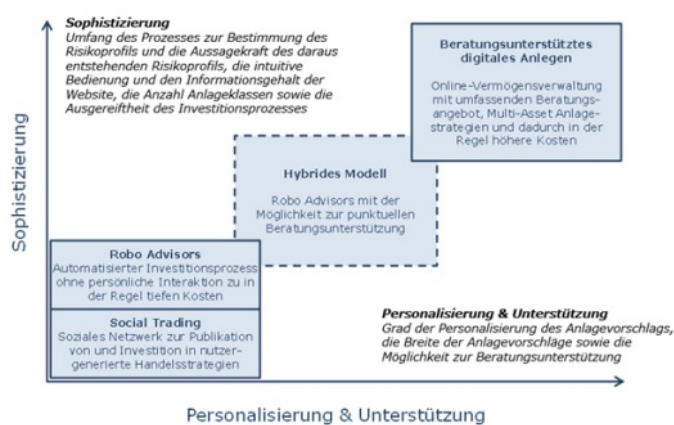 Sophistizierung
Umfang des Prozesses zur Bestimmung des
Risikoprofils und die Aussagekraft des daraus
entstehenden Risikoprofils, die intuitive
Bedienung und den Informationsgehalt der
Website, die Anzahl Anlageklassen sowie die
Ausgereiftheit des Investitionsprozesses
Beratungsunterstütztes
digitales Anlegen
Online-Vermögensverwaltung
mit umfassenden Beratungs-
angebot, Multi-Asset Anlage-
strategien und dadurch in der
Regel höhere Kosten
Sophistizierung
Hybrides Modell
Robo Advisors mit der
Möglichkeit zur punktuellen
Beratungsunterstützung
Robo Advisors
Automatisierter Investitionsprozess
ohne persönliche Interaktion zu in
der Regel tiefen Kosten
Social Trading
Soziales Netzwerk zur Publikation
von und Investition in nutzer-
generierte Handelsstrategien
Personalisierung & Unterstützung
Grad der Personalisierung des Anlagevorschlags,
die Breite der Anlagevorschläge sowie die
Möglichkeit zur Beratungsunterstützung
Personalisierung & Unterstützung